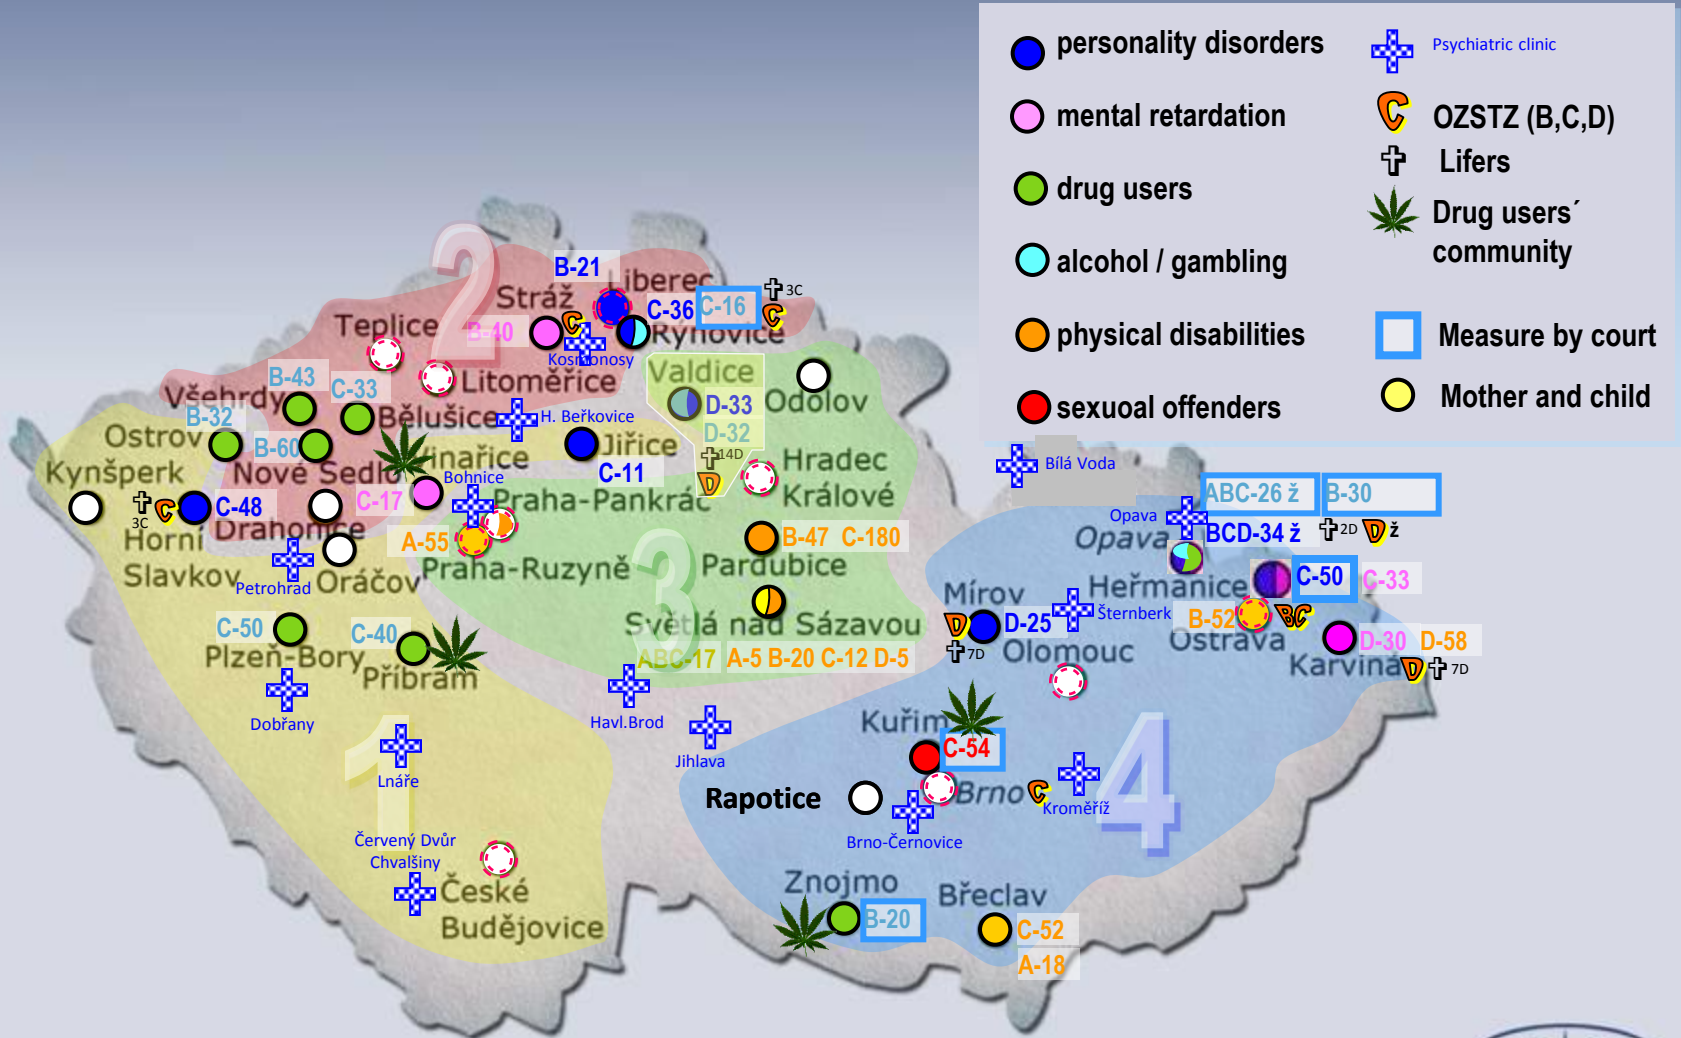 personality disorders
mental retardation
drug users
alcohol / gambling
physical disabilities
sexuoal offenders
Psychiatric clinic
C
OZSTZ (B,C,D)
Lifers
Drug users´
community
Measure by court
Mother and child
2
B-21
Liberec
Stráž
C-36
C-16
3C
C
C
Teplice
B-40
Rýnovice
Kosmonosy
Litoměřice
Valdice
Odolov
D-33
D-32
14D
D
B-43
C-33
Všehrdy
B-32
Bělušice
H. Beřkovice
Ostrov
B-60
Vinařice
Jiřice
C-11
Kynšperk
Nové Sedlo
Bohnice
Hradec
Králové
3C
C
C-48
C-17
Praha-Pankrác
Drahonice
Horní
Slavkov
A-55
B-47 C-180
Petrohrad
Oráčov
Praha-Ruzyně
Pardubice
3
C-50
C-40
Světlá nad Sázavou
Plzeň-Bory
Příbram
ABC-17
A-5 B-20 C-12 D-5
Dobřany
Havl.Brod
Jihlava
1
Lnáře
Červený Dvůr
Chvalšiny
České
Budějovice
Bílá Voda
ABC-26 ž
B-30
Opava
BCD-34 ž
2D
D
ž
Opava
Mírov
Heřmanice
C-50
C-33
D
D-25
Šternberk
B-52
BC
7D
Olomouc
Ostrava
D-30
D-58
Karviná
D
7D
Kuřim
C-54
4
Rapotice
Brno
C
Kroměříž
Brno-Černovice
Znojmo
Břeclav
B-20
C-52
A-18